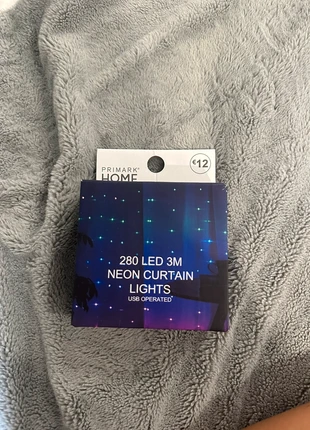 PRIMARK®
HOME
€12
280 LED 3M
NEON CURTAIN
LIGHTS
USB OPERATED*